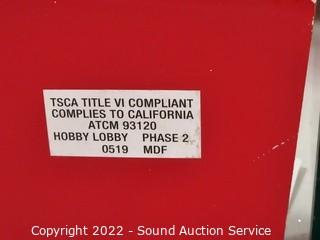 TSCA TITLE VI COMPLIANT
COMPLIES TO CALIFORNIA
ATCM 93120
HOBBY LOBBY PHASE 2
0519 MDF
Copyright 2022 - Sound Auction Service